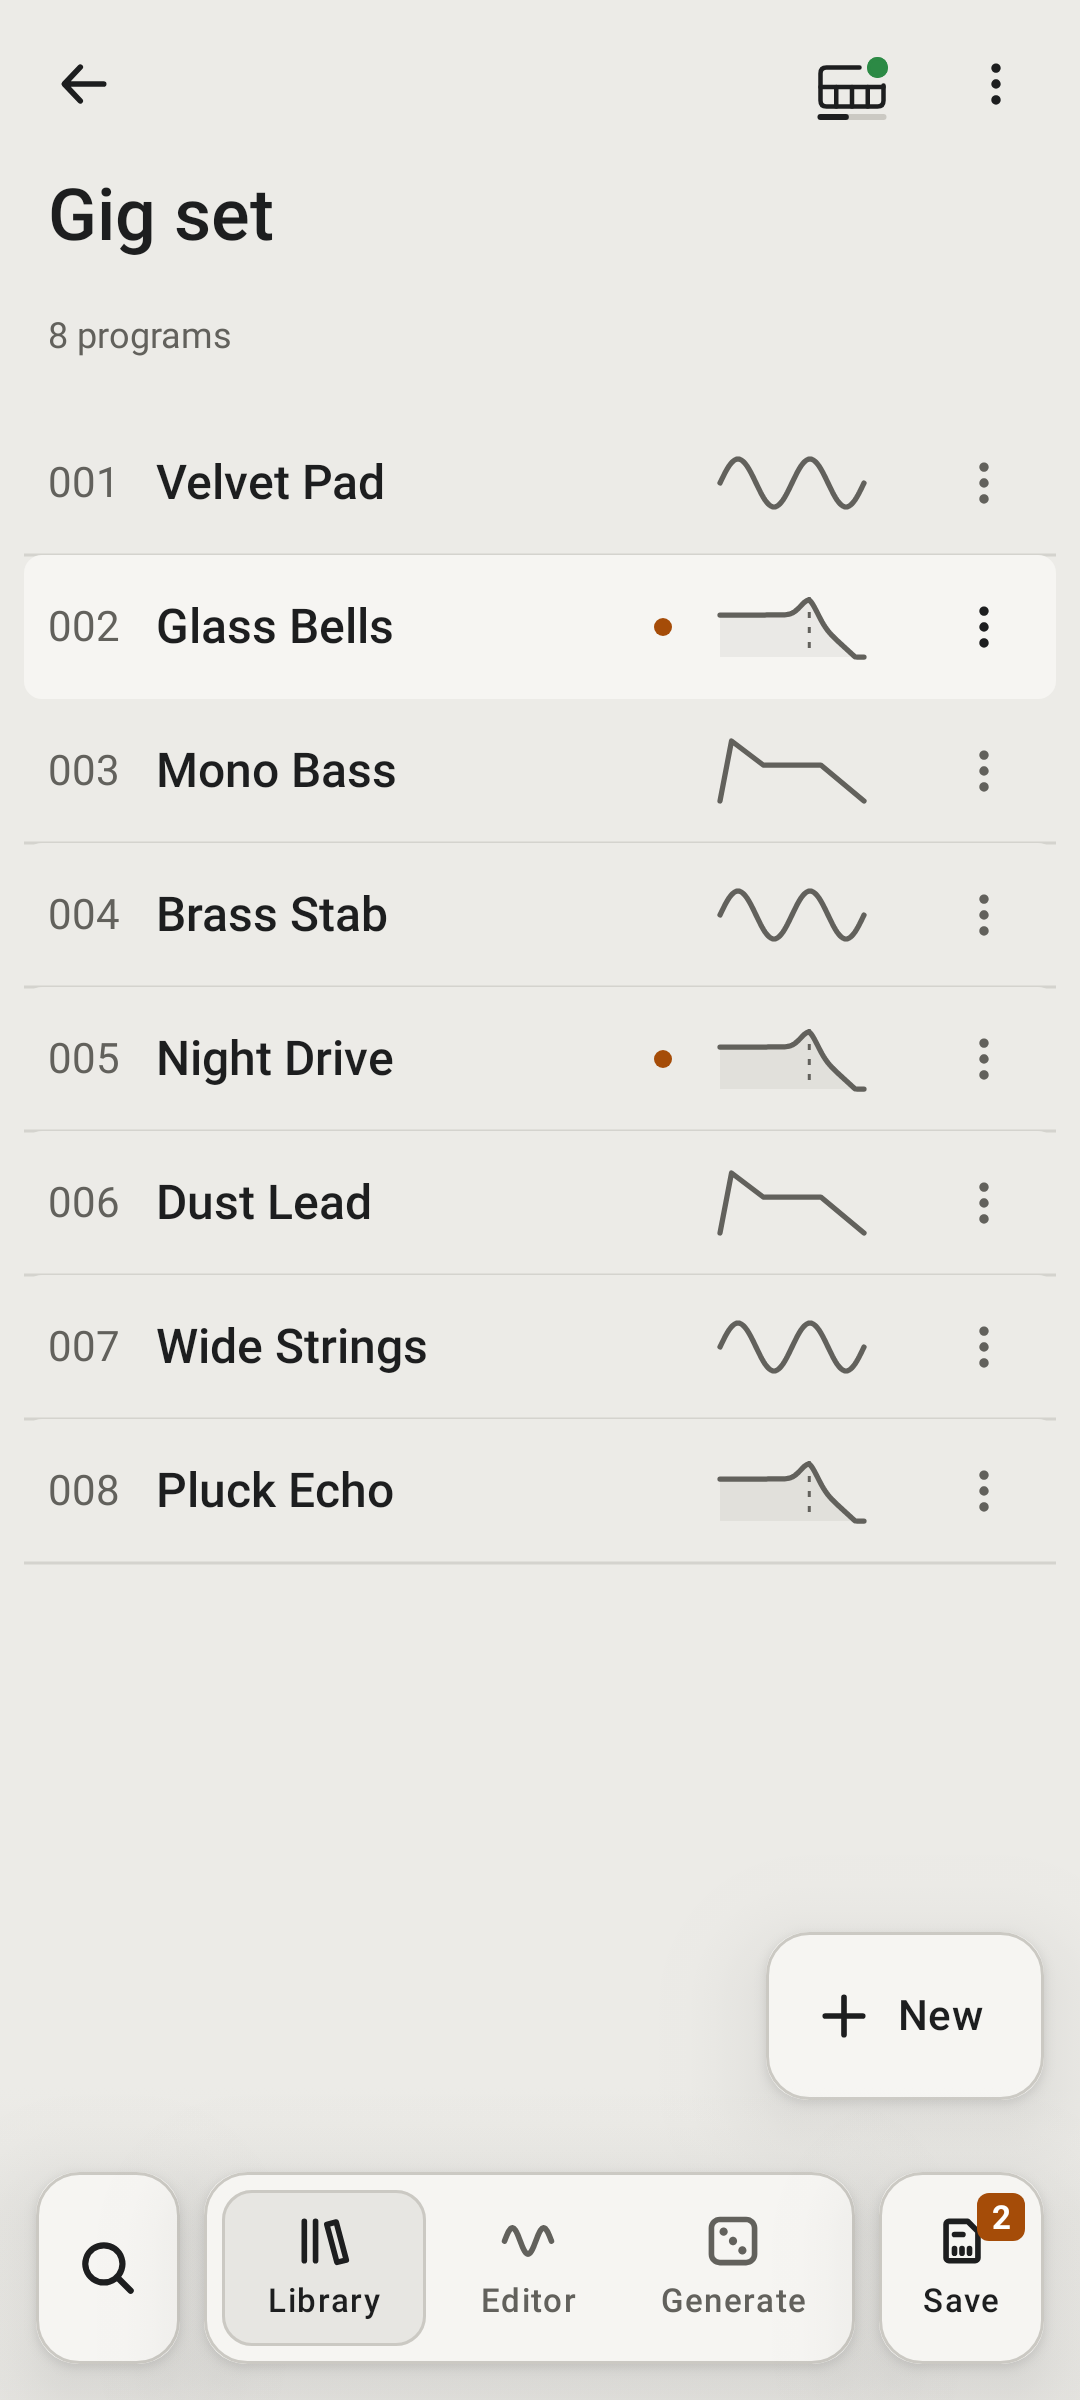 Gig set
8 programs
001 Velvet Pad
002 Glass Bells
003 Mono Bass
004 Brass Stab
005 Night Drive
006 Dust Lead
007 Wide Strings
008 Pluck Echo
New
2
Library Editor Generate Save